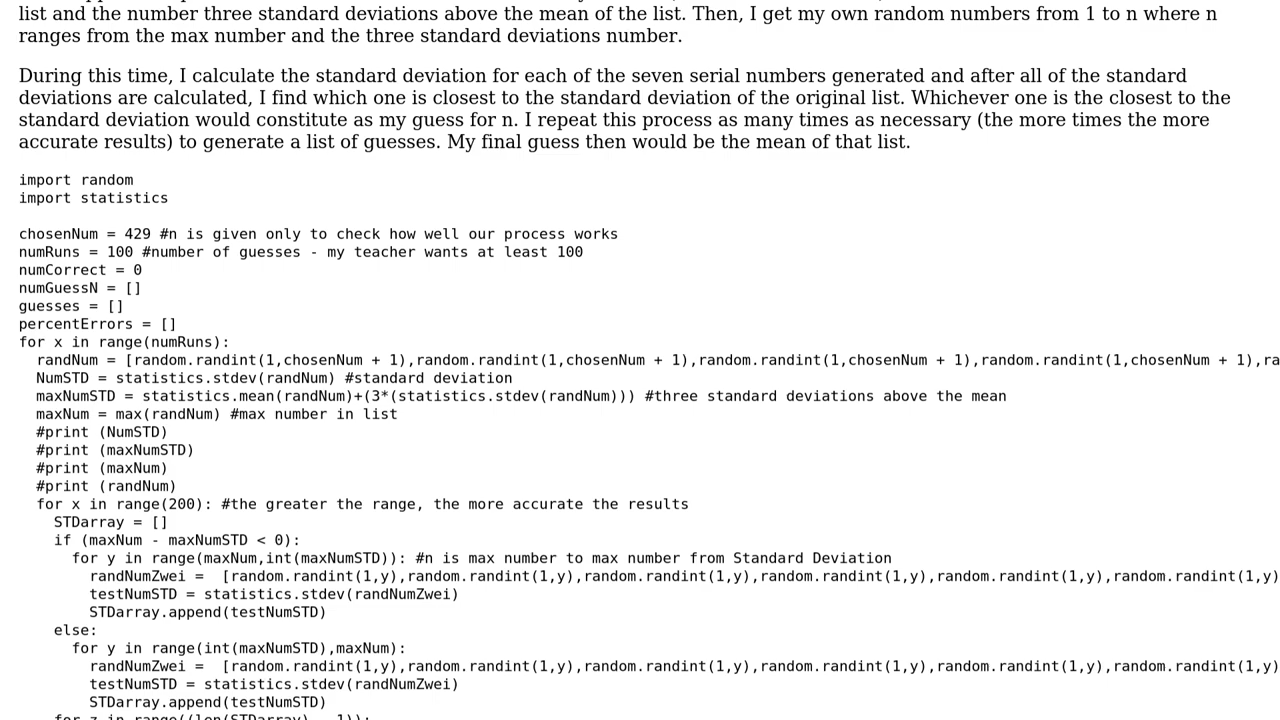 list and the number three standard deviations above the mean of the list. Then, I get my own random numbers from 1 to n where n
ranges from the max number and the three standard deviations number.
During this time, I calculate the standard deviation for each of the seven serial numbers generated and after all of the standard
deviations are calculated, I find which one is closest to the standard deviation of the original list. Whichever one is the closest to the
standard deviation would constitute as my guess for n. I repeat this process as many times as necessary (the more times the more
accurate results) to generate a list of guesses. My final guess then would be the mean of that list.
import random
import statistics
chosenNum = 429 #n is given only to check how well our process works
numRuns = 100 #number of guesses - my teacher wants at least 100
numCorrect = 0
numGuessN = []
guesses = []
percentErrors = []
for x in range(numRuns):
  randNum = [random.randint(1,chosenNum + 1),random.randint(1,chosenNum + 1),random.randint(1,chosenNum + 1),random.randint(1,chosenNum + 1),ra
  NumSTD = statistics.stdev(randNum) #standard deviation
  maxNumSTD = statistics.mean(randNum)+(3*(statistics.stdev(randNum))) #three standard deviations above the mean
  maxNum = max(randNum) #max number in list
  #print (NumSTD)
  #print (maxNumSTD)
  #print (maxNum)
  #print (randNum)
  for x in range(200): #the greater the range, the more accurate the results
    STDarray = []
    if (maxNum - maxNumSTD < 0):
      for y in range(maxNum,int(maxNumSTD)): #n is max number to max number from Standard Deviation
        randNumZwei =  [random.randint(1,y),random.randint(1,y),random.randint(1,y),random.randint(1,y),random.randint(1,y),random.randint(1,y)
        testNumSTD = statistics.stdev(randNumZwei)
        STDarray.append(testNumSTD)
    else:
      for y in range(int(maxNumSTD),maxNum):
        randNumZwei =  [random.randint(1,y),random.randint(1,y),random.randint(1,y),random.randint(1,y),random.randint(1,y),random.randint(1,y)
        testNumSTD = statistics.stdev(randNumZwei)
        STDarray.append(testNumSTD)